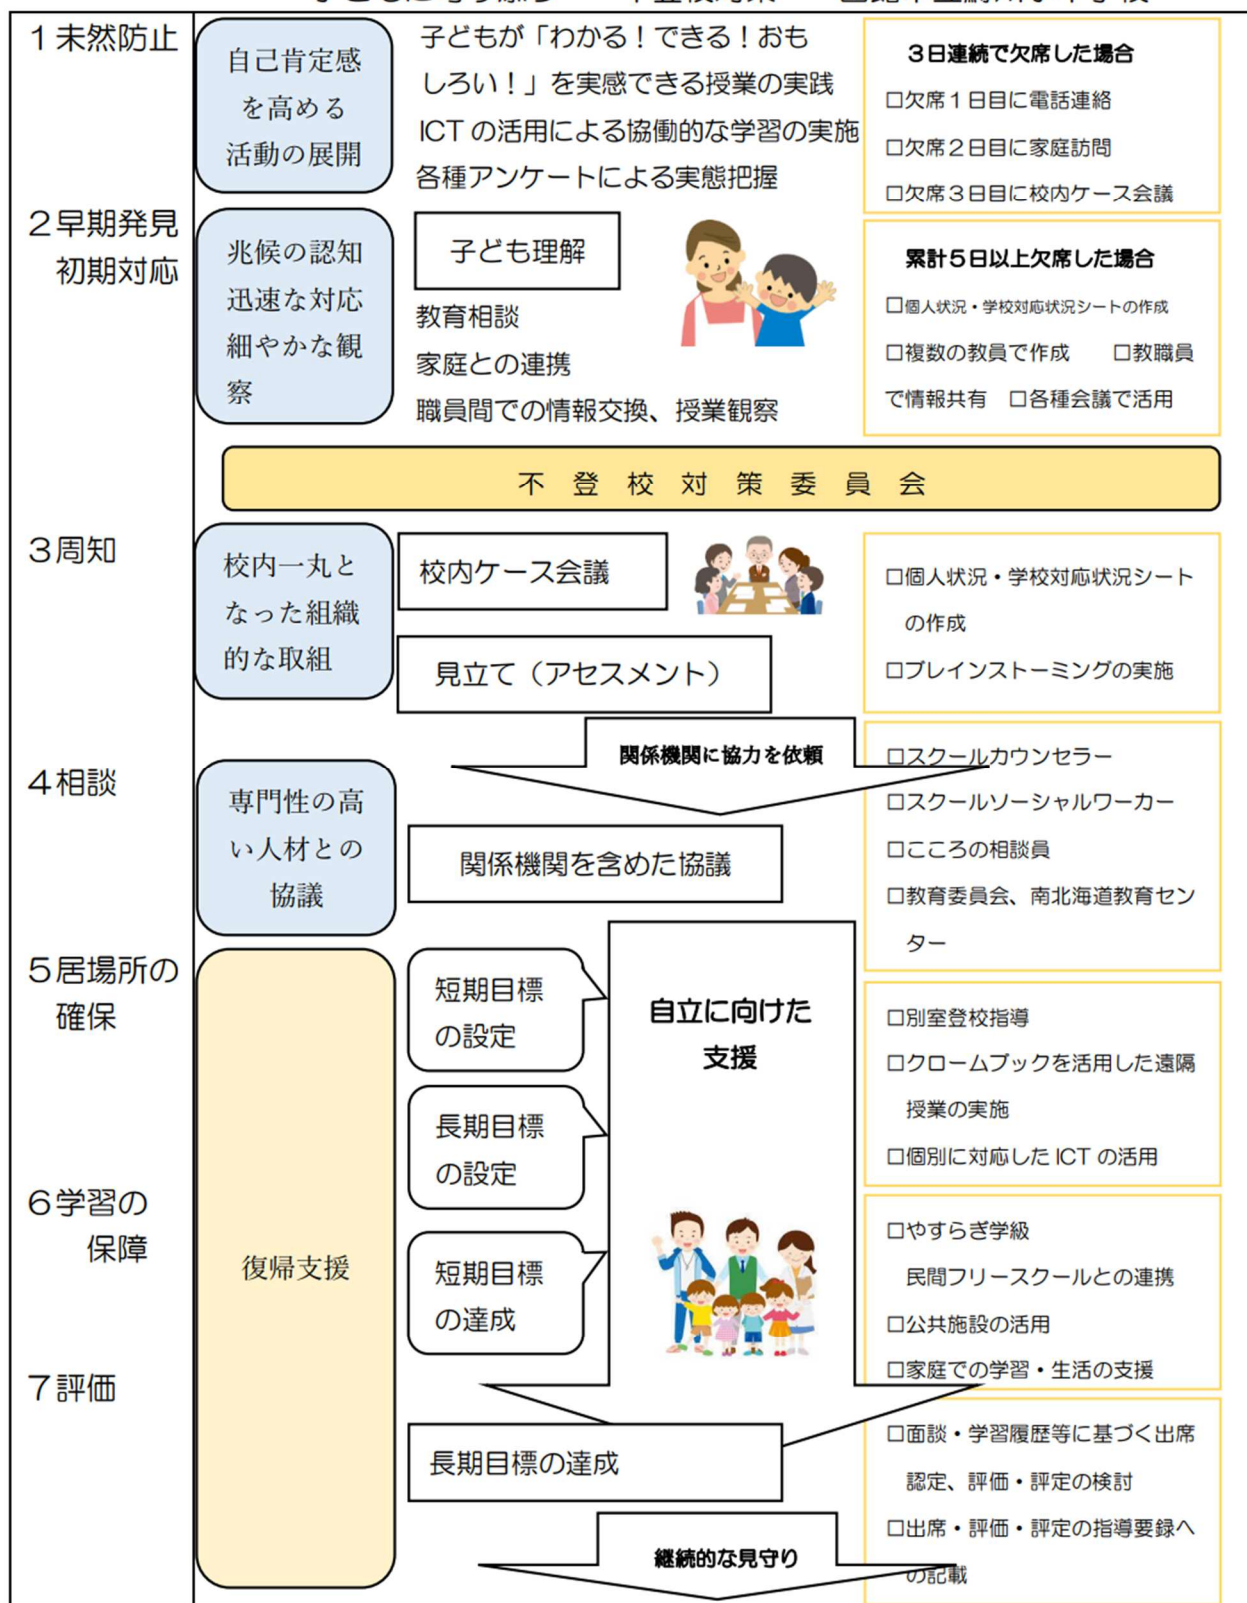 1未然防止
自己肯定感
を高める
活動の展開
子どもが「わかる!できる!おも
しろい!」を実感できる授業の実践
ICTの活用による協働的な学習の実施
各種アンケートによる実態把握
3日連続で欠席した場合
□欠席1日目に電話連絡
□欠席2日目に家庭訪問
□欠席3日目に校内ケース会議
2早期発見
初期対応
兆候の認知
迅速な対応
細やかな観
察
子ども理解
教育相談
家庭との連携
職員間での情報交換、授業観察
累計5日以上欠席した場合
□個人状況・学校対応状況シートの作成
□複数の教員で作成 □教職員
で情報共有 □各種会議で活用
不登校対策委員会
3周知
校内一丸と
なった組織
的な取組
校内ケース会議
見立て(アセスメント)
□個人状況・学校対応状況シート
の作成
□ブレインストーミングの実施
関係機関に協力を依頼
4相談
専門性の高
い人材との
協議
関係機関を含めた協議
□スクールカウンセラー
□スクールソーシャルワーカー
□こころの相談員
□教育委員会、南北海道教育セン
ター
5居場所の
確保
復帰支援
短期目標
の設定
長期目標
の設定
自立に向けた
支援
□別室登校指導
□クロームブックを活用した遠隔
授業の実施
□個別に対応したICTの活用
6学習の
保障
短期目標
の達成
□やすらぎ学級
民間フリースクールとの連携
□公共施設の活用
□家庭での学習・生活の支援
7評価
長期目標の達成
□面談・学習履歴等に基づく出席
認定、評価・評定の検討
□出席・評価・評定の指導要録へ
の記載
継続的な見守り